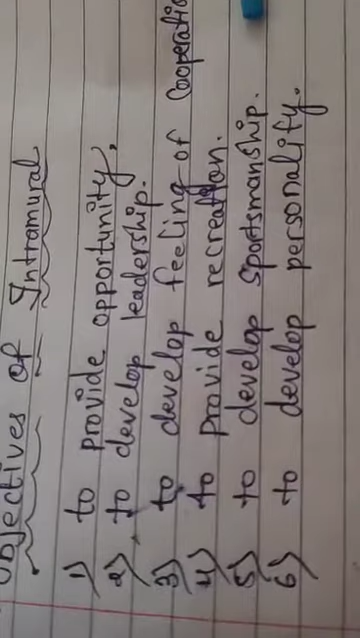 Objectives of Intramural
1) to provide opportunity.
2) to develop leadership.
3) to develop feeling of Cooperatio
4) to provide recreation.
5) to develop Sportsmanship.
6) to develop personality.